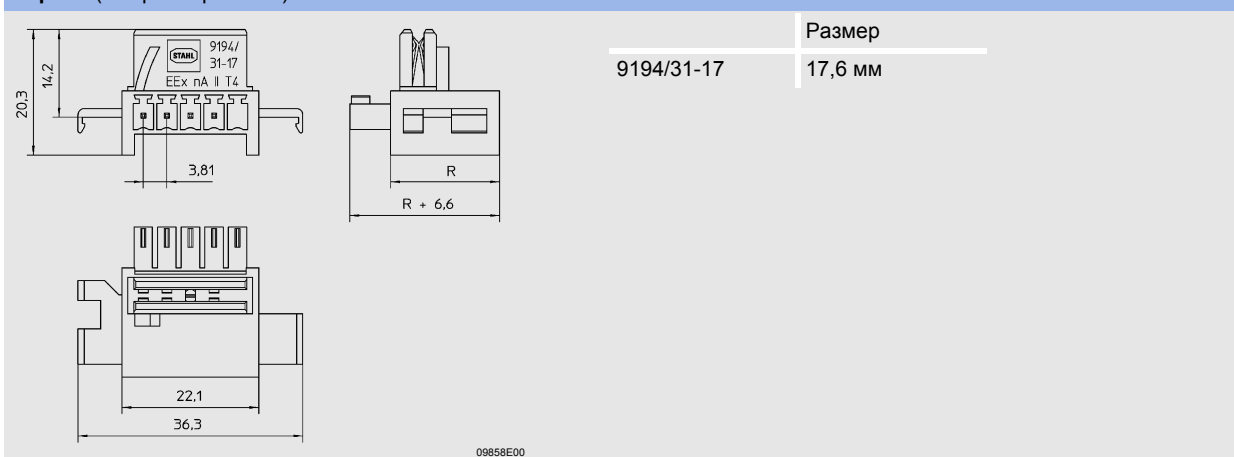 20,3
14,2
STAHL
9194/
31-17
EEx nA II T4
3,81
R
R + 6,6
22,1
36,3
09858E00
Размер
9194/31-17 17,6 мм